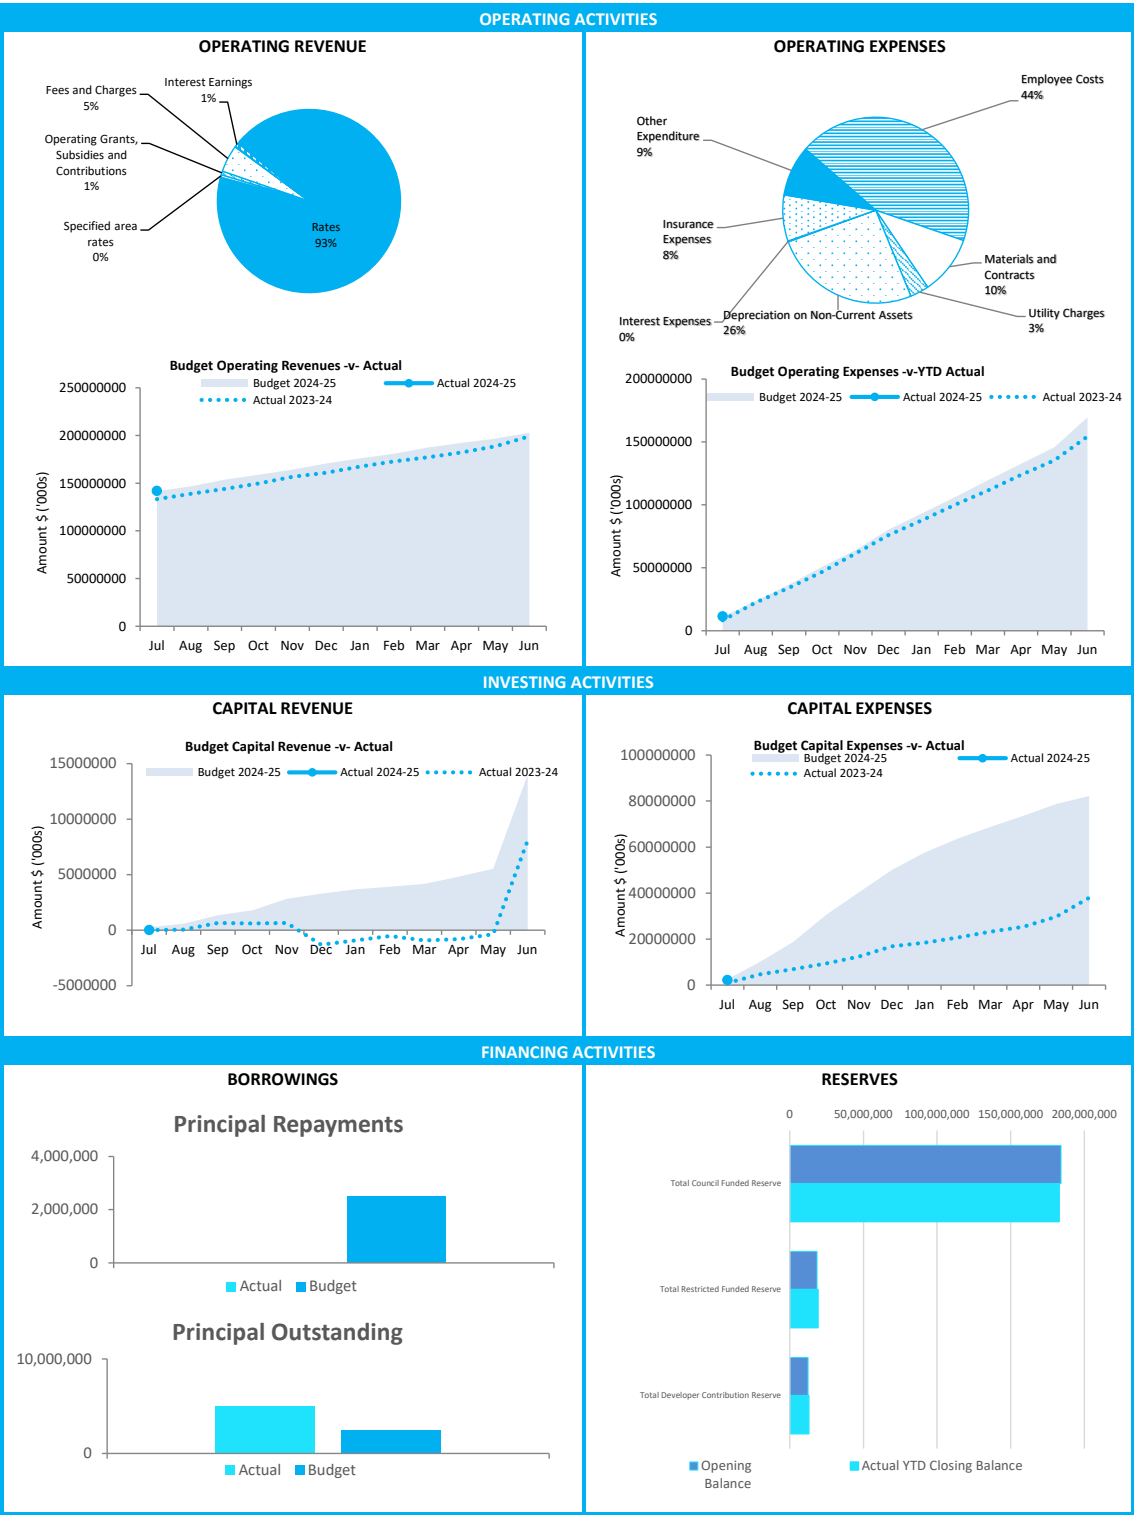 OPERATING ACTIVITIES
OPERATING REVENUE
Interest Earnings
1%
Fees and Charges
5%
Operating Grants,
Subsidies and
Contributions
1%
Specified area
rates
0%
Rates
93%
OPERATING EXPENSES
Employee Costs
44%
Other
Expenditure
9%
Insurance
Expenses
8%
Materials and
Contracts
10%
Utility Charges
3%
Interest Expenses
0%
Depreciation on Non-Current Assets
26%
Budget Operating Revenues -v- Actual
Budget 2024-25
Actual 2024-25
Actual 2023-24
Amount $ ('000s)
250000000
200000000
150000000
100000000
50000000
0
Jul Aug Sep Oct Nov Dec Jan Feb Mar Apr May Jun
Budget Operating Expenses -v-YTD Actual
Budget 2024-25
Actual 2024-25
Actual 2023-24
Amount $ ('000s)
200000000
150000000
100000000
50000000
0
Jul Aug Sep Oct Nov Dec Jan Feb Mar Apr May Jun
INVESTING ACTIVITIES
CAPITAL REVENUE
Budget Capital Revenue -v- Actual
Budget 2024-25
Actual 2024-25
Actual 2023-24
Amount $ ('000s)
15000000
10000000
5000000
0
-5000000
Jul Aug Sep Oct Nov Dec Jan Feb Mar Apr May Jun
CAPITAL EXPENSES
Budget Capital Expenses -v- Actual
Budget 2024-25
Actual 2024-25
Actual 2023-24
Amount $ ('000s)
100000000
80000000
60000000
40000000
20000000
0
Jul Aug Sep Oct Nov Dec Jan Feb Mar Apr May Jun
FINANCING ACTIVITIES
BORROWINGS
Principal Repayments
4,000,000
2,000,000
0
Actual Budget
Principal Outstanding
10,000,000
0
Actual Budget
RESERVES
0 50,000,000 100,000,000 150,000,000 200,000,000
Total Council Funded Reserve
Total Restricted Funded Reserve
Total Developer Contribution Reserve
Opening
Balance
Actual YTD Closing Balance